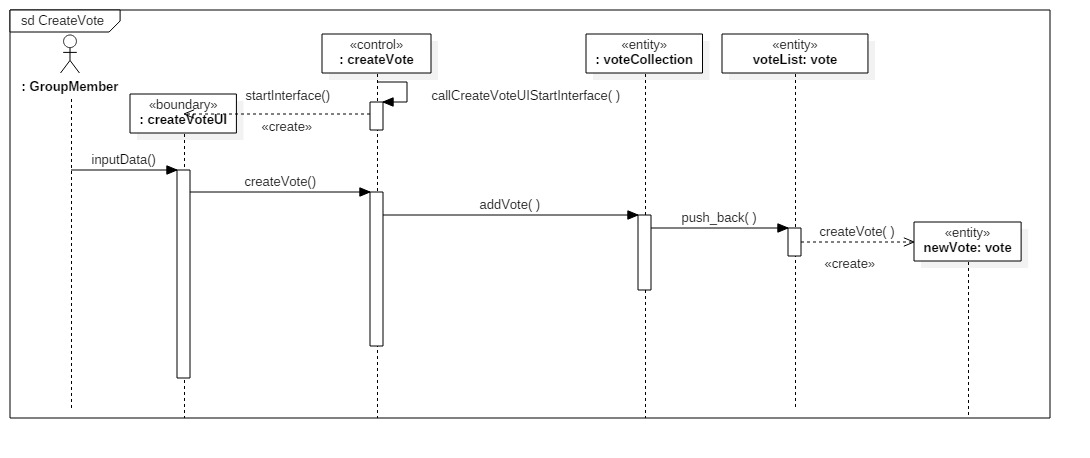 sd CreateVote
: GroupMember
«control»
: createVote
«entity»
: voteCollection
«entity»
voteList: vote
startInterface()
callCreateVoteUIStartInterface( )
«boundary»
: createVoteUI
«create»
inputData()
createVote()
addVote( )
push_back( )
createVote( )
«create»
«entity»
newVote: vote